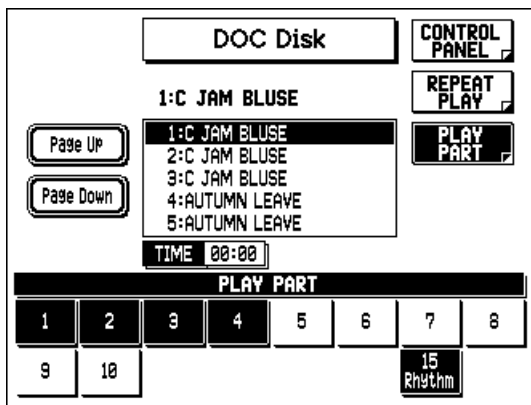 DOC Disk
CONTROL
PANEL
1:C JAM BLUSE
REPEAT
PLAY
Page Up
Page Down
1:C JAM BLUSE
2:C JAM BLUSE
3:C JAM BLUSE
4:AUTUMN LEAVE
5:AUTUMN LEAVE
PLAY
PART
TIME 00:00
PLAY PART
1 2 3 4 5 6 7 8
9 10 15
Rhythm